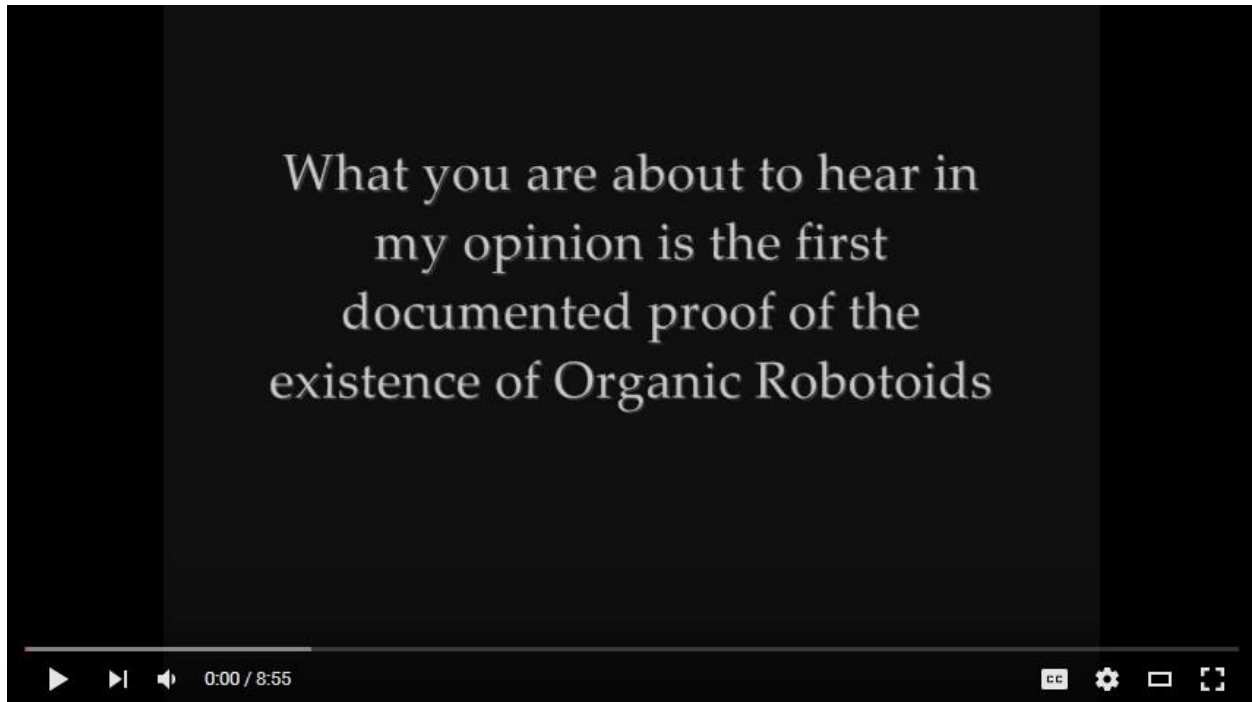 What you are about to hear in
my opinion is the first
documented proof of the
existence of Organic Robotoids
0:00 / 8:55
CC